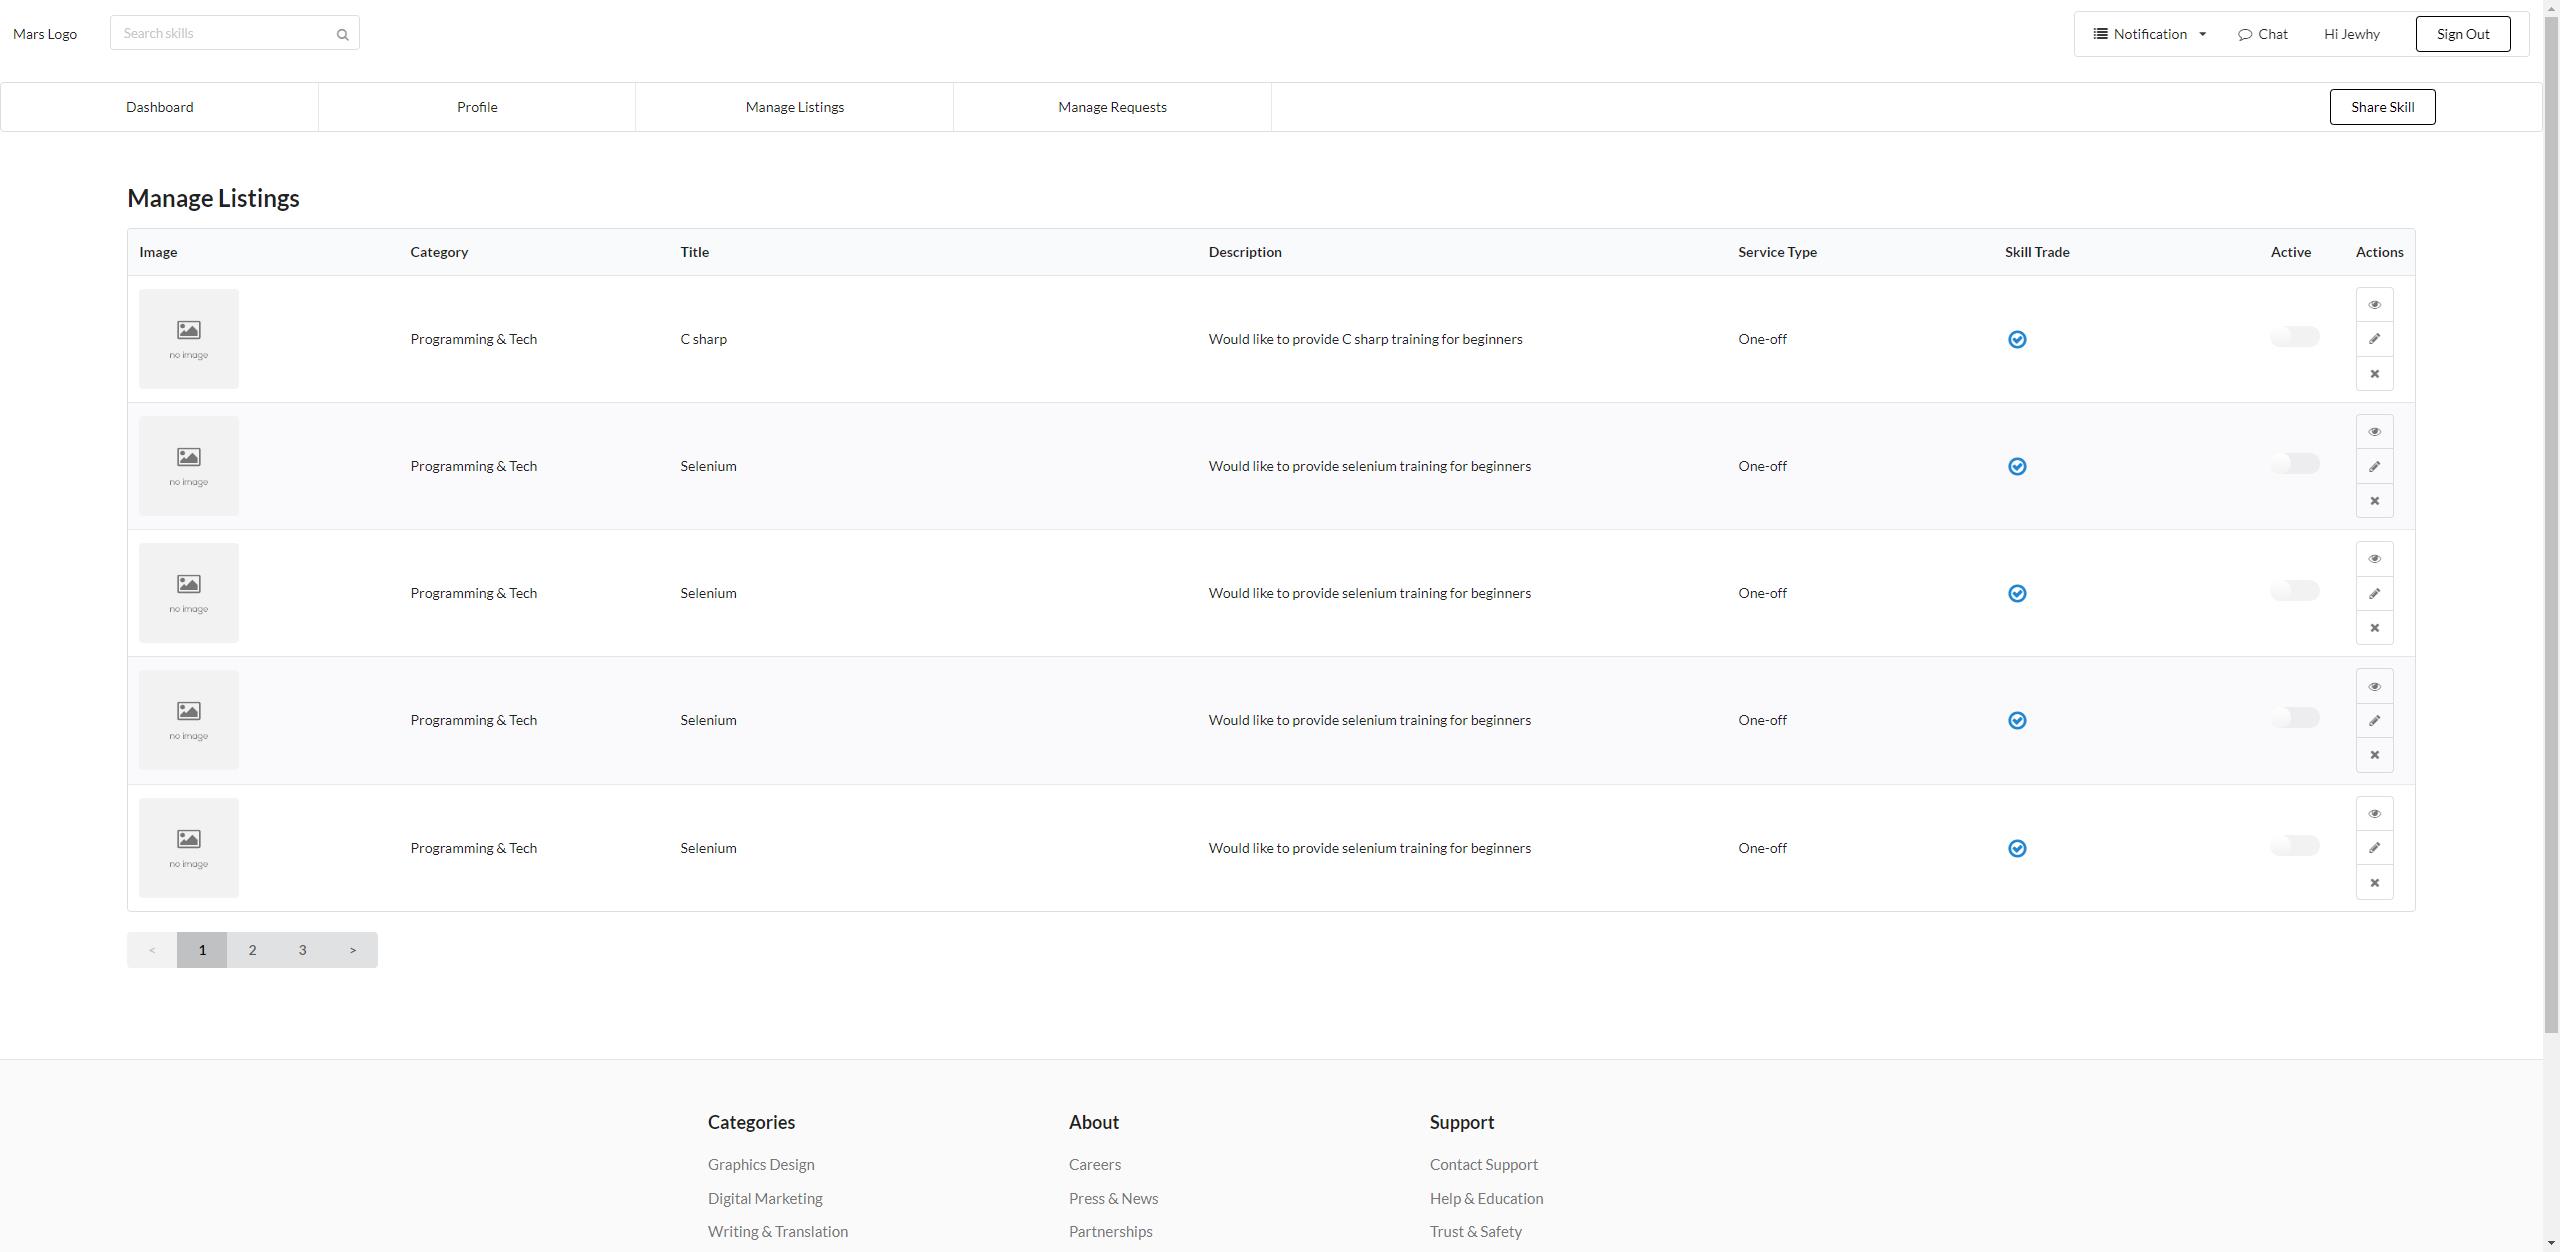 Mars Logo
Search skills
Notification
Chat
Hi Jewhy
Sign Out
Dashboard
Profile
Manage Listings
Manage Requests
Share Skill
Manage Listings
Image Category Title Description Service Type Skill Trade Active Actions
no image
Programming & Tech C sharp Would like to provide C sharp training for beginners One-off
no image
Programming & Tech Selenium Would like to provide selenium training for beginners One-off
no image
Programming & Tech Selenium Would like to provide selenium training for beginners One-off
no image
Programming & Tech Selenium Would like to provide selenium training for beginners One-off
no image
Programming & Tech Selenium Would like to provide selenium training for beginners One-off
< 1 2 3 >
Categories
Graphics Design
Digital Marketing
Writing & Translation
About
Careers
Press & News
Partnerships
Support
Contact Support
Help & Education
Trust & Safety